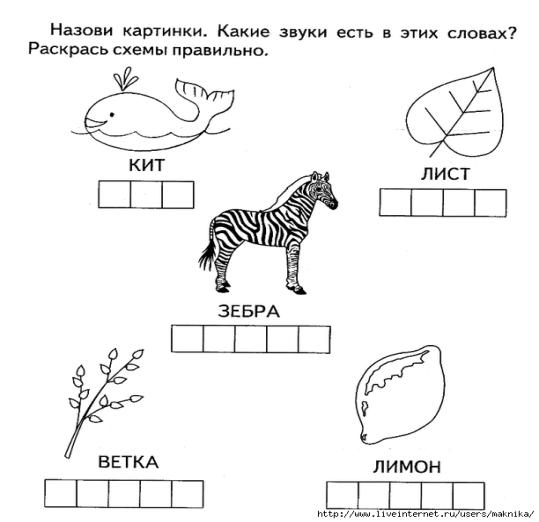 Назови картинки. Какие звуки есть в этих словах?
Раскрась схемы правильно.
КИТ
ЛИСТ
ЗЕБРА
ВЕТКА
ЛИМОН
http://www.liveinternet.ru/users/maknika/